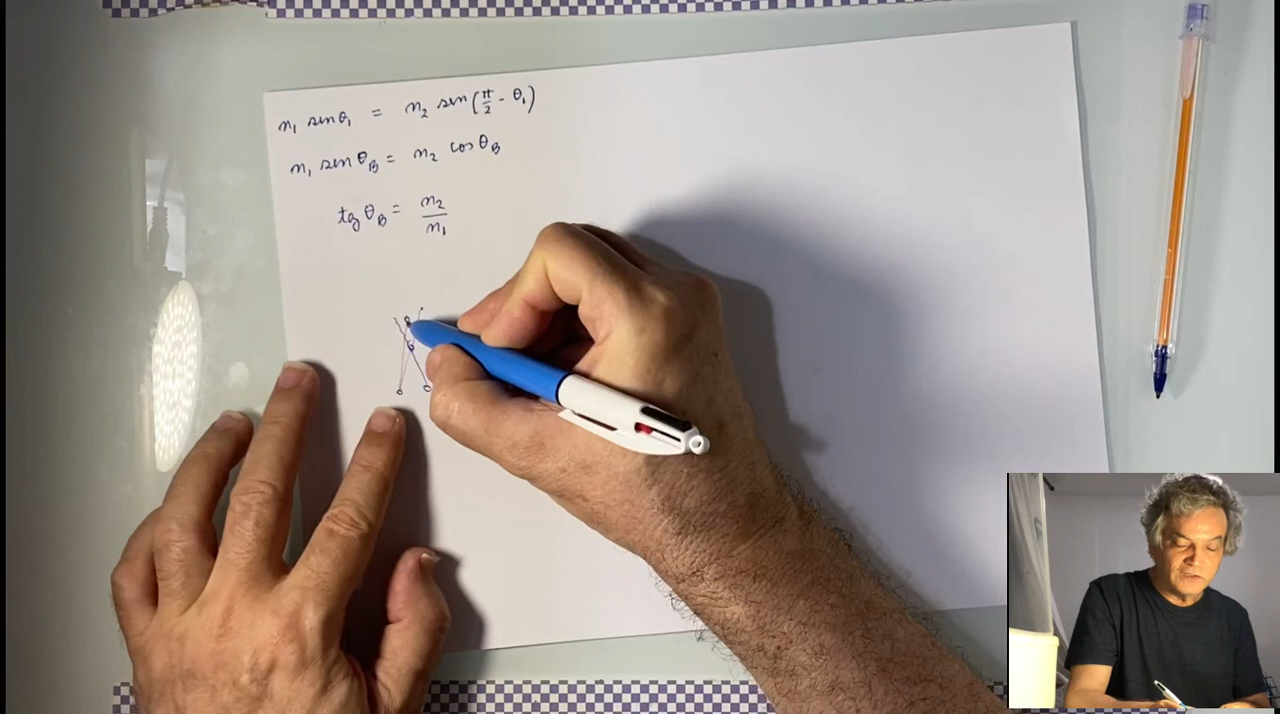 n₁ sen θ₁ = n₂ sen(π/2 - θ₁)
n₁ sen θ_B = n₂ cos θ_B
tg θ_B = n₂/n₁